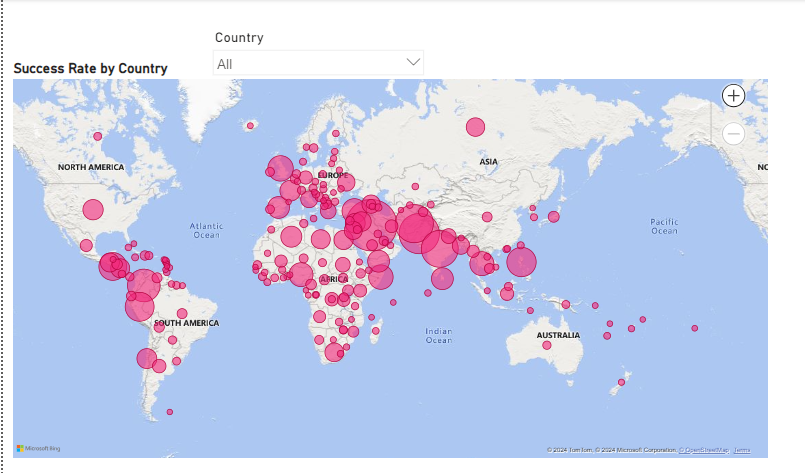 Country
Success Rate by Country
All
NORTH AMERICA
EUROPE
ASIA
NC
Atlantic
Ocean
Pacific
Ocean
AFRICA
SOUTH AMERICA
Indian
Ocean
AUSTRALIA
Microsoft Bing
© 2024 TomTom, © 2024 Microsoft Corporation, © OpenStreetMap Terms